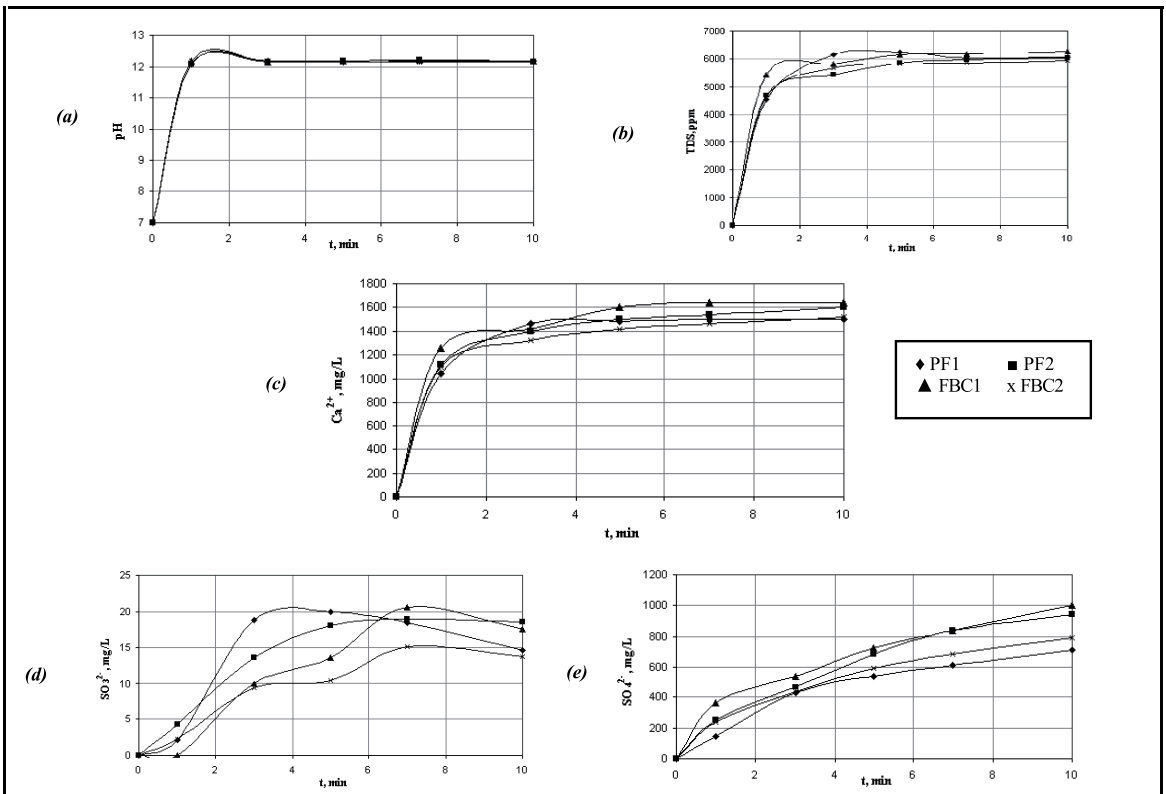 (a)
pH
13
12
11
10
9
8
7
0 2 4 6 8 10
t, min
(b)
TDS,ppm
7000
6000
5000
4000
3000
2000
1000
0
0 2 4 6 8 10
t, min
(c)
Ca2+, mg/L
1800
1600
1400
1200
1000
800
600
400
200
0
0 2 4 6 8 10
t, min
PF1 PF2
FBC1 x FBC2
(d)
SO32-, mg/L
25
20
15
10
5
0
0 2 4 6 8 10
t, min
(e)
SO42-, mg/L
1200
1000
800
600
400
200
0
0 2 4 6 8 10
t, min